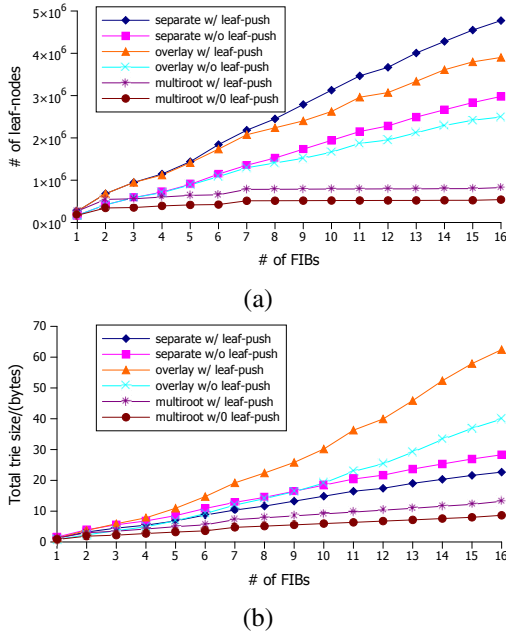 separate w/ leaf-push
separate w/o leaf-push
overlay w/ leaf-push
overlay w/o leaf-push
multiroot w/ leaf-push
multiroot w/0 leaf-push
5×10⁶
4×10⁶
3×10⁶
2×10⁶
1×10⁶
0×10⁰
# of leaf-nodes
1 2 3 4 5 6 7 8 9 10 11 12 13 14 15 16
# of FIBs
(a)
separate w/ leaf-push
separate w/o leaf-push
overlay w/ leaf-push
overlay w/o leaf-push
multiroot w/ leaf-push
multiroot w/0 leaf-push
70
60
50
40
30
20
10
0
Total trie size/(bytes)
1 2 3 4 5 6 7 8 9 10 11 12 13 14 15 16
# of FIBs
(b)